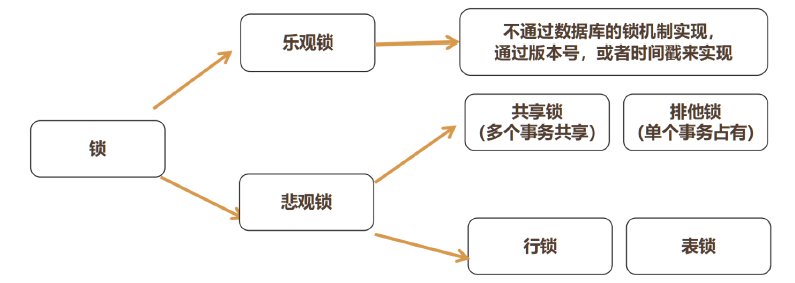 乐观锁
不通过数据库的锁机制实现，
通过版本号，或者时间戳来实现
锁
共享锁
（多个事务共享）
排他锁
（单个事务占有）
悲观锁
行锁
表锁